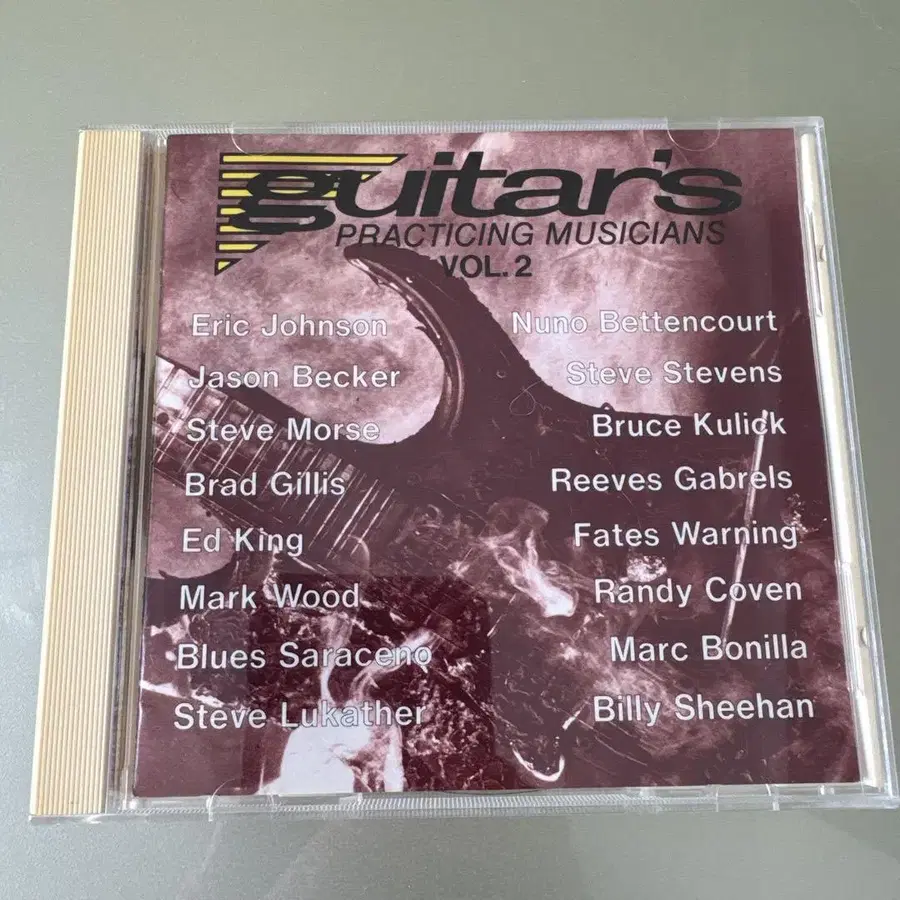 guitar's
PRACTICING MUSICIANS
VOL. 2
Eric Johnson
Jason Becker
Steve Morse
Brad Gillis
Ed King
Mark Wood
Blues Saraceno
Steve Lukather
Nuno Bettencourt
Steve Stevens
Bruce Kulick
Reeves Gabrels
Fates Warning
Randy Coven
Marc Bonilla
Billy Sheehan